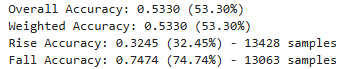 Overall Accuracy: 0.5330 (53.30%)
Weighted Accuracy: 0.5330 (53.30%)
Rise Accuracy: 0.3245 (32.45%) - 13428 samples
Fall Accuracy: 0.7474 (74.74%) - 13063 samples